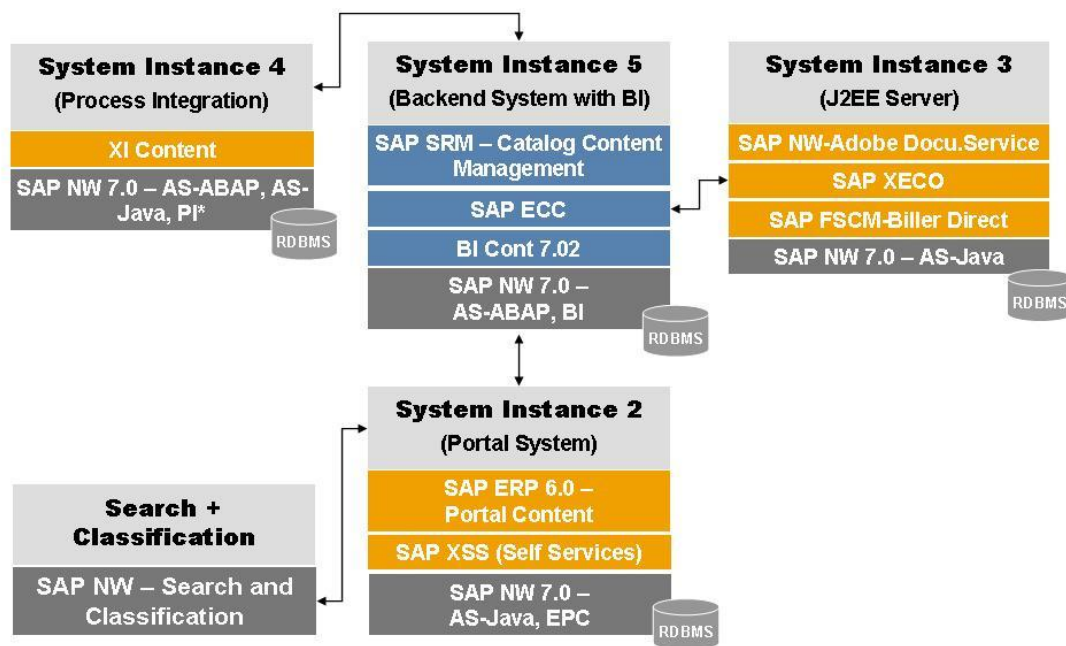 System Instance 4
(Process Integration)
XI Content
SAP NW 7.0 – AS-ABAP, AS-
Java, PI*
RDBMS
System Instance 5
(Backend System with BI)
SAP SRM – Catalog Content
Management
SAP ECC
BI Cont 7.02
SAP NW 7.0 –
AS-ABAP, BI
RDBMS
System Instance 3
(J2EE Server)
SAP NW-Adobe Docu.Service
SAP XECO
SAP FSCM-Biller Direct
SAP NW 7.0 – AS-Java
RDBMS
System Instance 2
(Portal System)
SAP ERP 6.0 –
Portal Content
SAP XSS (Self Services)
SAP NW 7.0 –
AS-Java, EPC
RDBMS
Search +
Classification
SAP NW – Search and
Classification